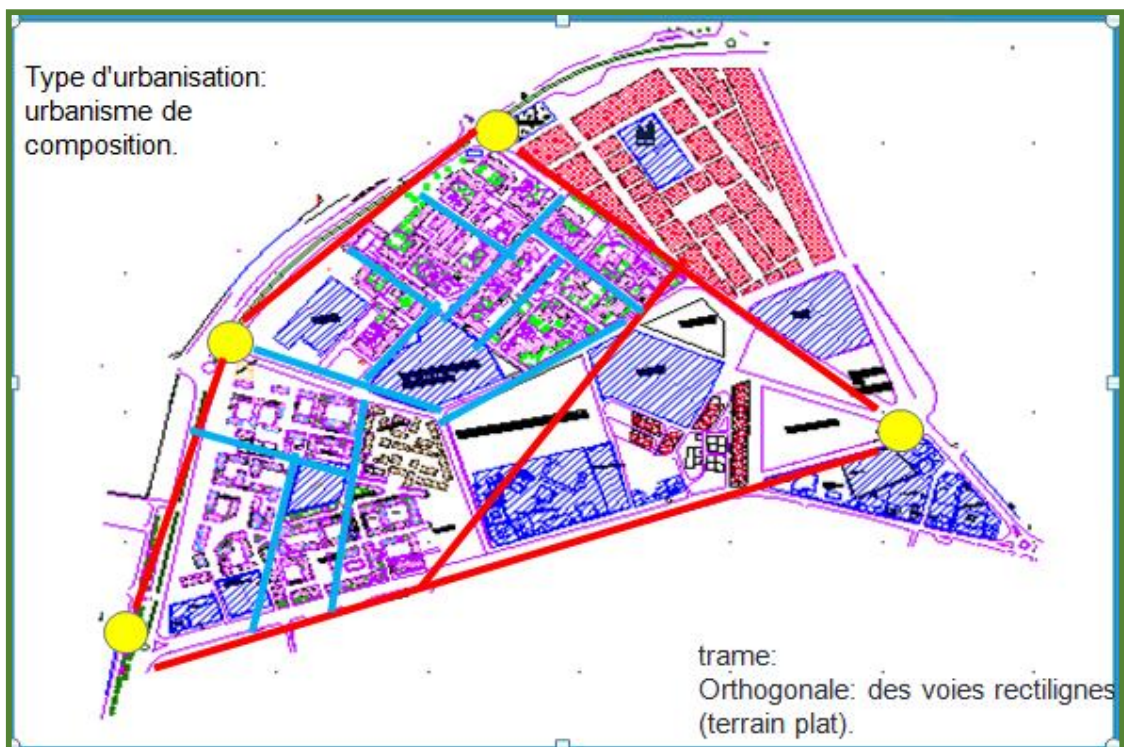 Type d'urbanisation:
urbanisme de
composition.
trame:
Orthogonale: des voies rectilignes
(terrain plat).